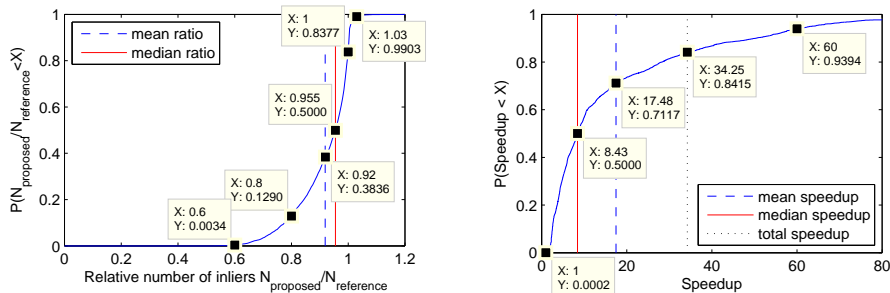 mean ratio
median ratio
X: 1
Y: 0.8377
X: 1.03
Y: 0.9903
X: 0.955
Y: 0.5000
X: 0.92
Y: 0.3836
X: 0.8
Y: 0.1290
X: 0.6
Y: 0.0034
P(N_proposed/N_reference<X)
1
0.8
0.6
0.4
0.2
0
0 0.2 0.4 0.6 0.8 1 1.2
Relative number of inliers N_proposed/N_reference
P(Speedup < X)
1
0.8
0.6
0.4
0.2
0
X: 60
Y: 0.9394
X: 34.25
Y: 0.8415
X: 17.48
Y: 0.7117
X: 8.43
Y: 0.5000
mean speedup
median speedup
total speedup
X: 1
Y: 0.0002
0 20 40 60 80
Speedup